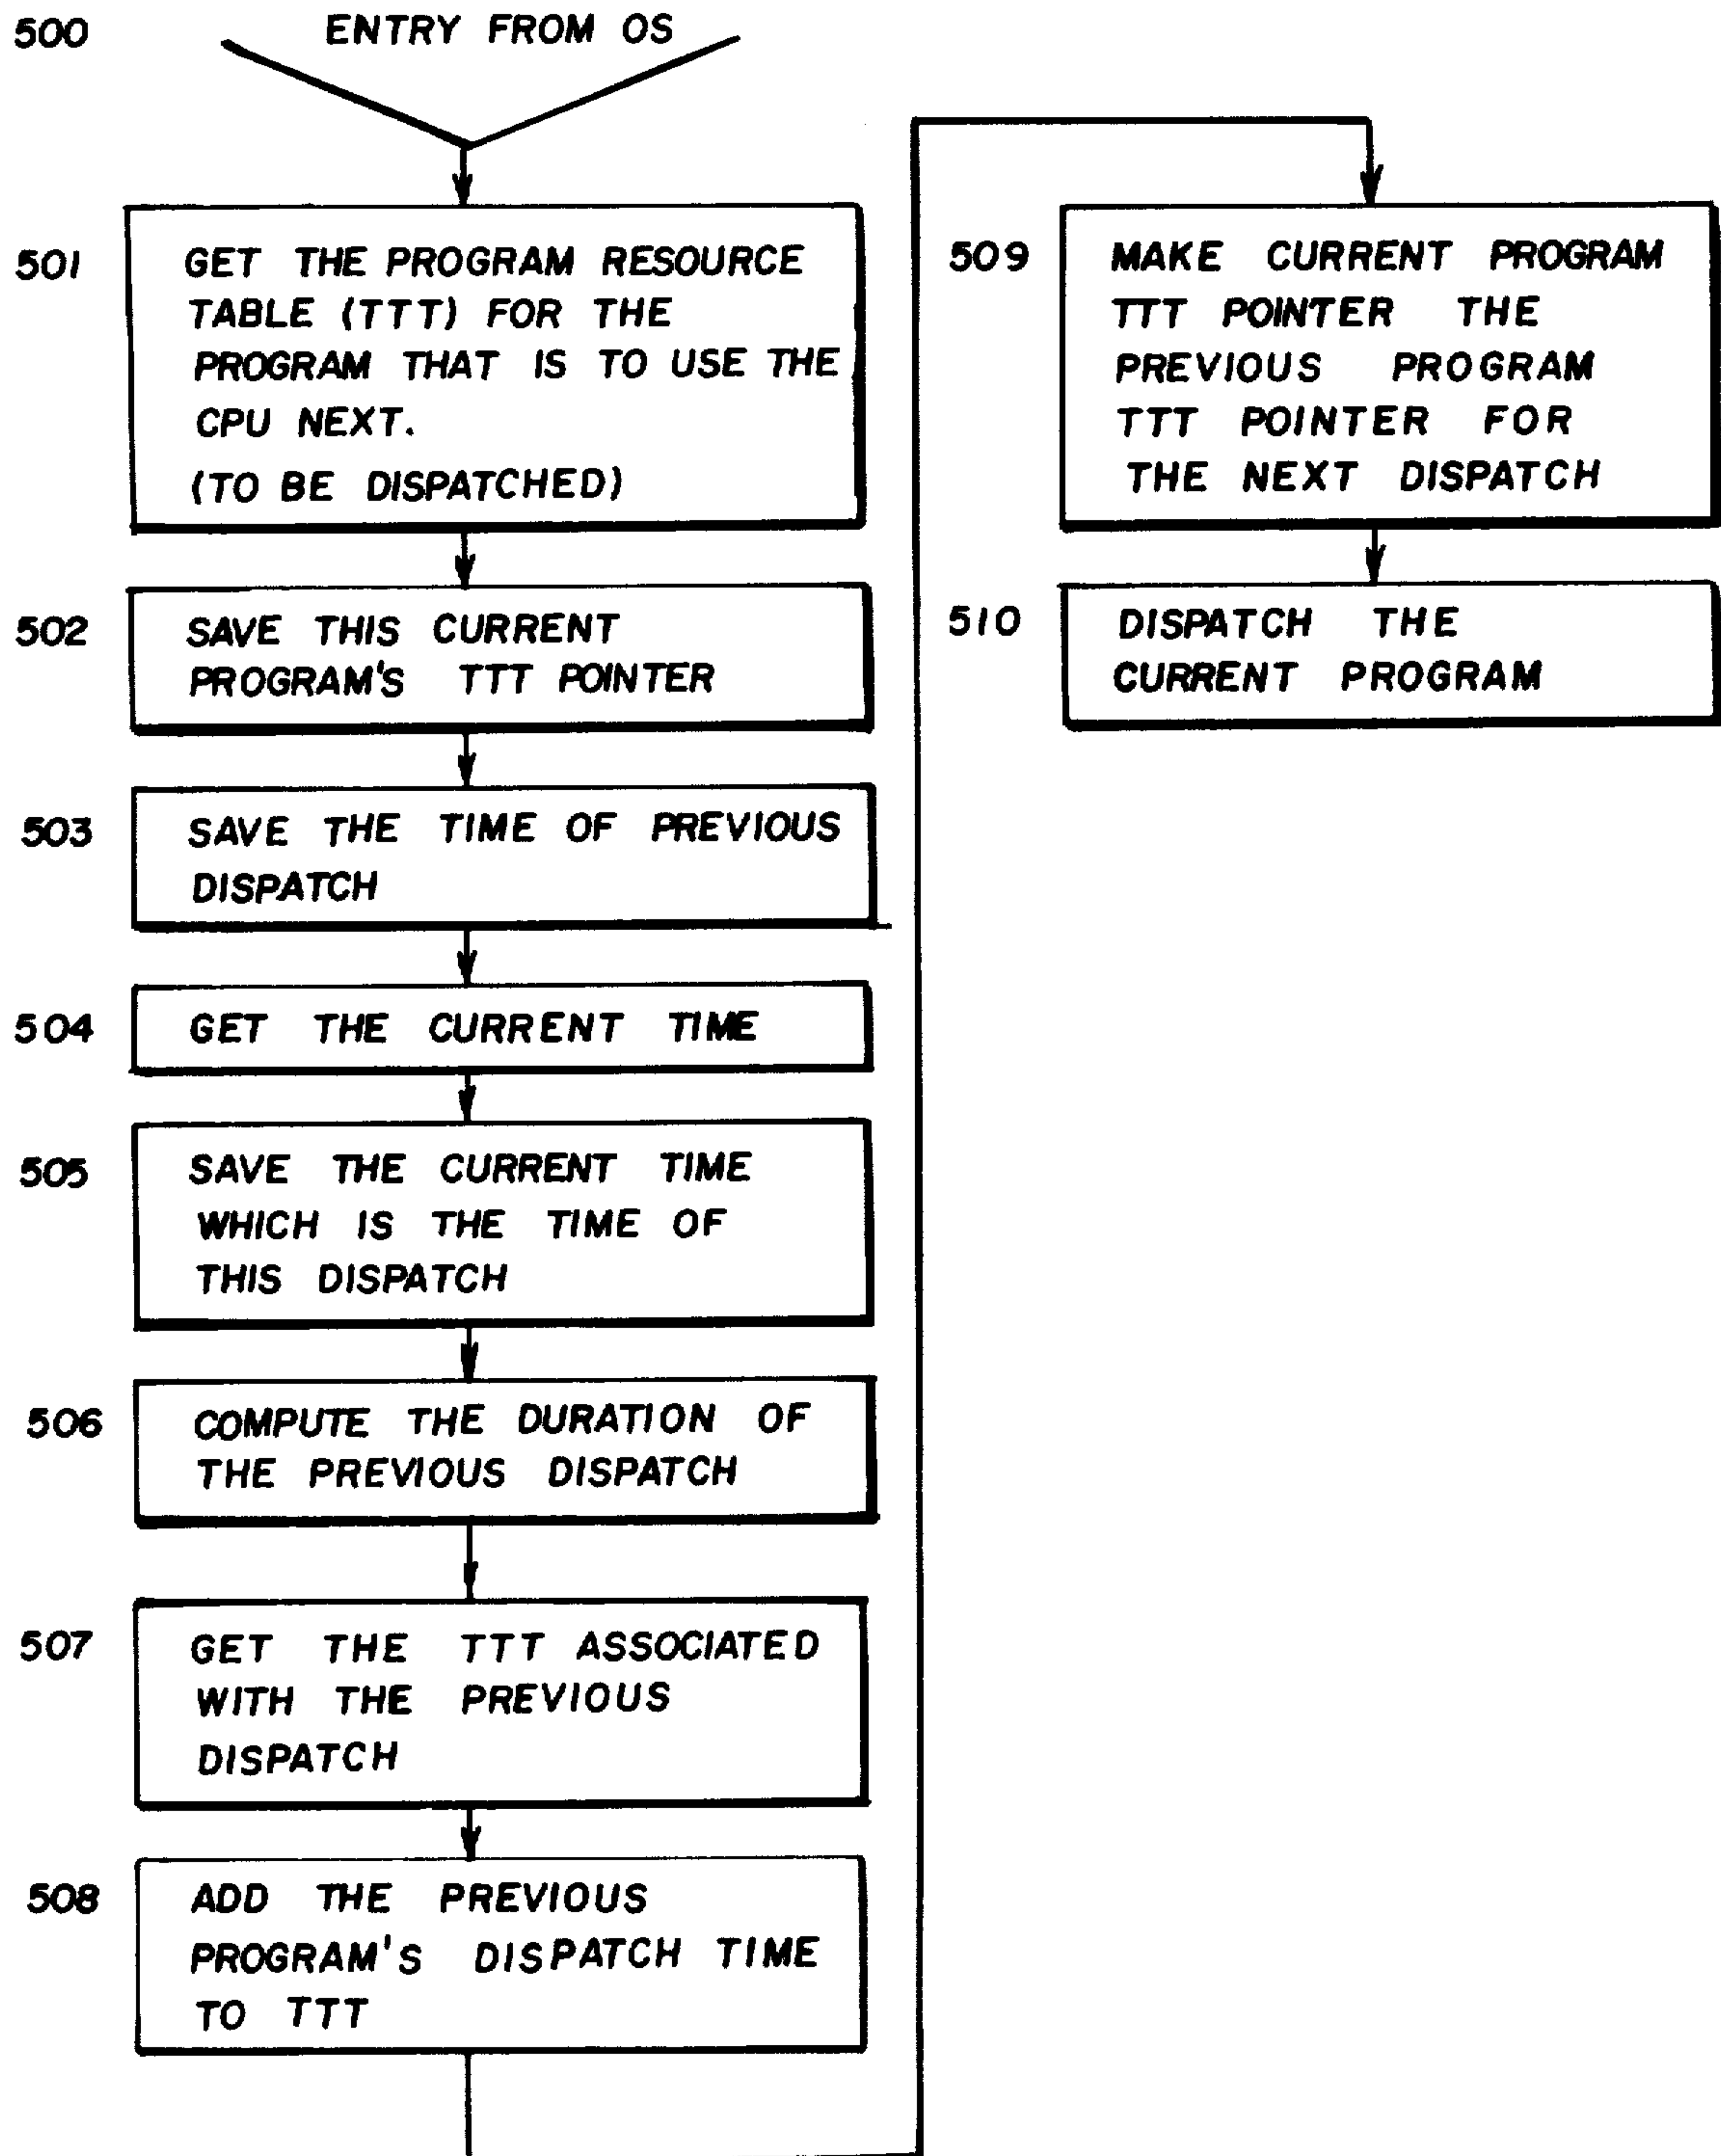 500 ENTRY FROM OS
501 GET THE PROGRAM RESOURCE
TABLE (TTT) FOR THE
PROGRAM THAT IS TO USE THE
CPU NEXT.
(TO BE DISPATCHED)
502 SAVE THIS CURRENT
PROGRAM'S TTT POINTER
503 SAVE THE TIME OF PREVIOUS
DISPATCH
504 GET THE CURRENT TIME
505 SAVE THE CURRENT TIME
WHICH IS THE TIME OF
THIS DISPATCH
506 COMPUTE THE DURATION OF
THE PREVIOUS DISPATCH
507 GET THE TTT ASSOCIATED
WITH THE PREVIOUS
DISPATCH
508 ADD THE PREVIOUS
PROGRAM'S DISPATCH TIME
TO TTT
509 MAKE CURRENT PROGRAM
TTT POINTER THE
PREVIOUS PROGRAM
TTT POINTER FOR
THE NEXT DISPATCH
510 DISPATCH THE
CURRENT PROGRAM